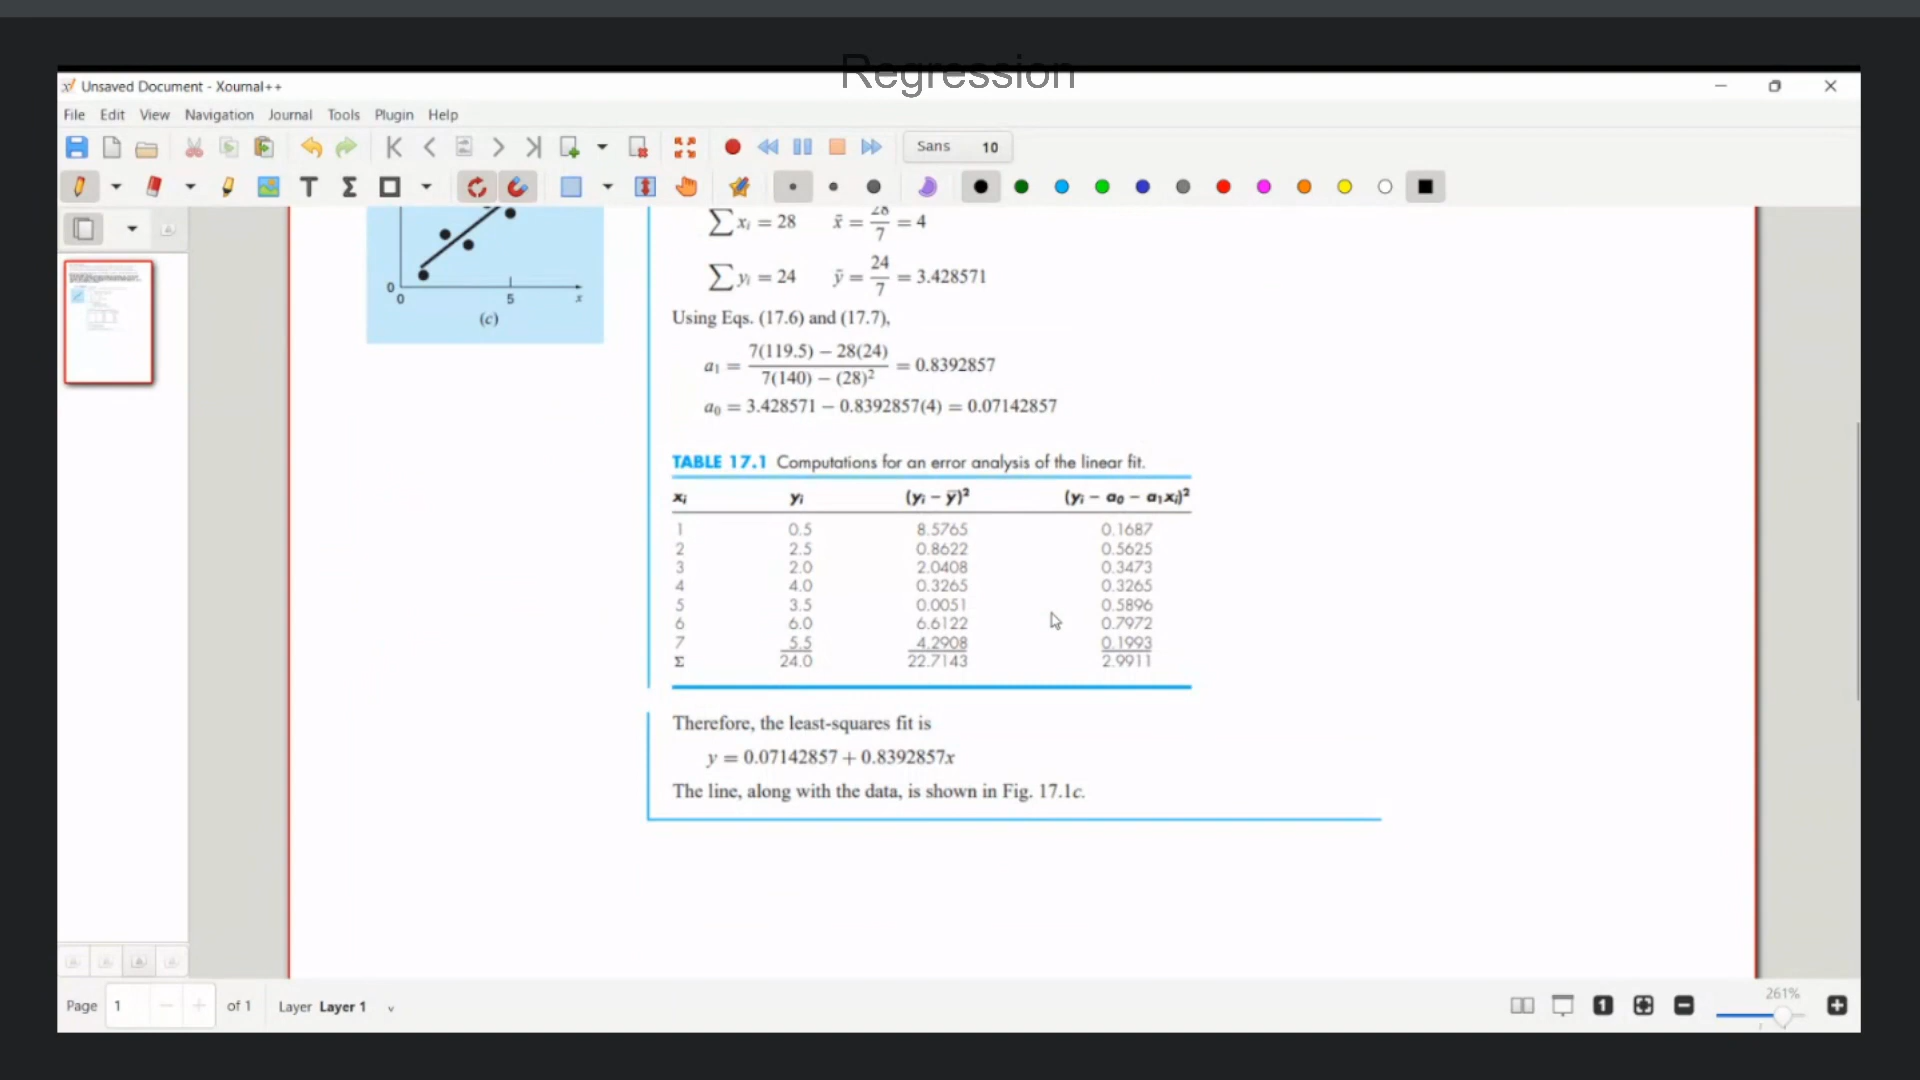 Regression
Unsaved Document - Xournal++
File Edit View Navigation Journal Tools Plugin Help
Sans 10
∑ xᵢ = 28 x̄ = 28/7 = 4
∑ yᵢ = 24 ȳ = 24/7 = 3.428571
Using Eqs. (17.6) and (17.7),
a₁ = 7(119.5) − 28(24) / 7(140) − (28)² = 0.8392857
a₀ = 3.428571 − 0.8392857(4) = 0.07142857
0
0 5 x
(c)
TABLE 17.1 Computations for an error analysis of the linear fit.
xᵢ yᵢ (yᵢ − ȳ)² (yᵢ − a₀ − a₁xᵢ)²
1 0.5 8.5765 0.1687
2 2.5 0.8622 0.5625
3 2.0 2.0408 0.3473
4 4.0 0.3265 0.3265
5 3.5 0.0051 0.5896
6 6.0 6.6122 0.7972
7 5.5 4.2908 0.1993
Σ 24.0 22.7143 2.9911
Therefore, the least-squares fit is
y = 0.07142857 + 0.8392857x
The line, along with the data, is shown in Fig. 17.1c.
Page 1 of 1 Layer Layer 1
261%